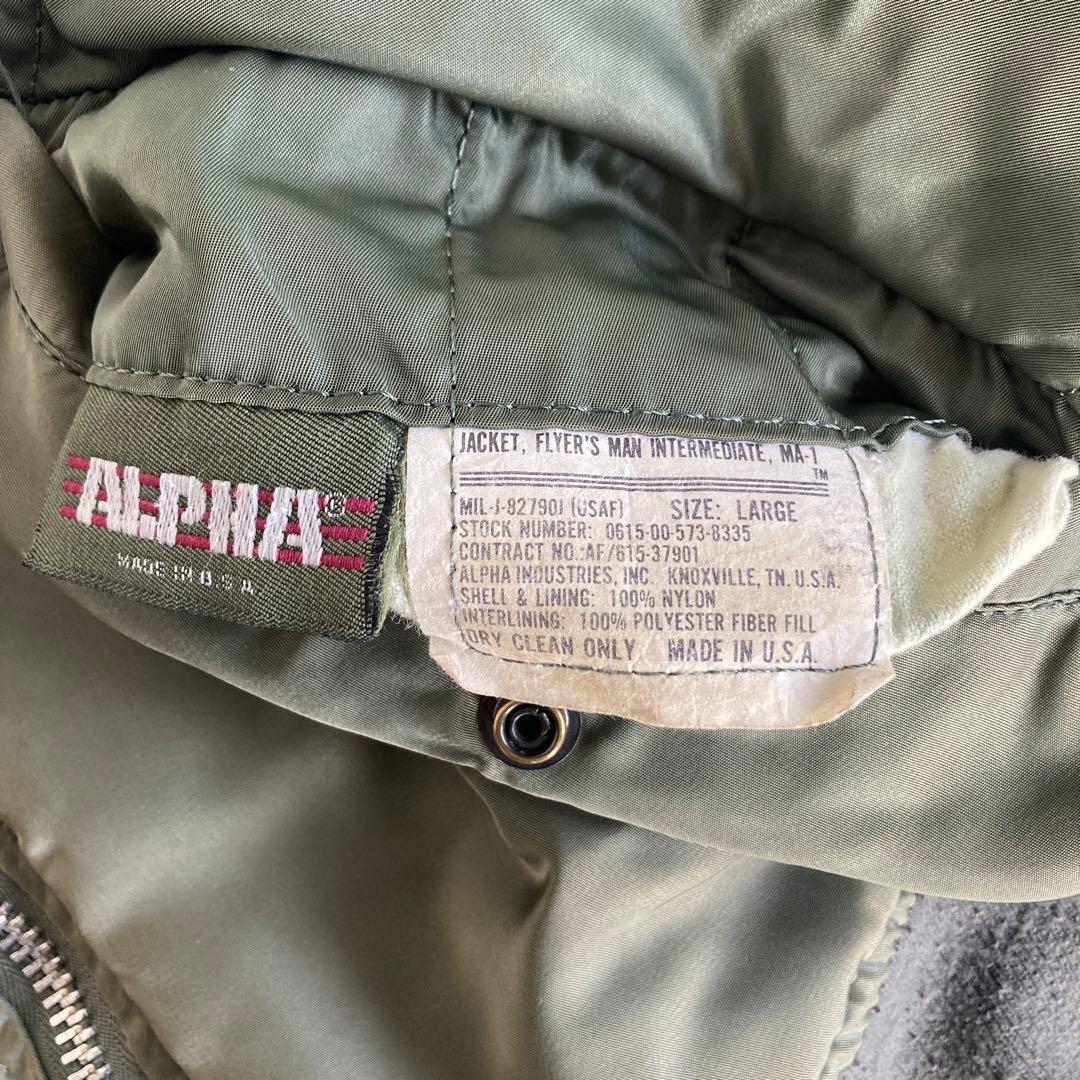 ALPHA®
MADE IN U.S.A.
JACKET, FLYER'S MAN INTERMEDIATE, MA-1
TM
MIL-J-82790J (USAF) SIZE: LARGE
STOCK NUMBER: 0615-00-573-8335
CONTRACT NO.:AF/615-37901
ALPHA INDUSTRIES, INC. KNOXVILLE, TN. U.S.A.
SHELL & LINING: 100% NYLON
INTERLINING: 100% POLYESTER FIBER FILL
DRY CLEAN ONLY MADE IN U.S.A.